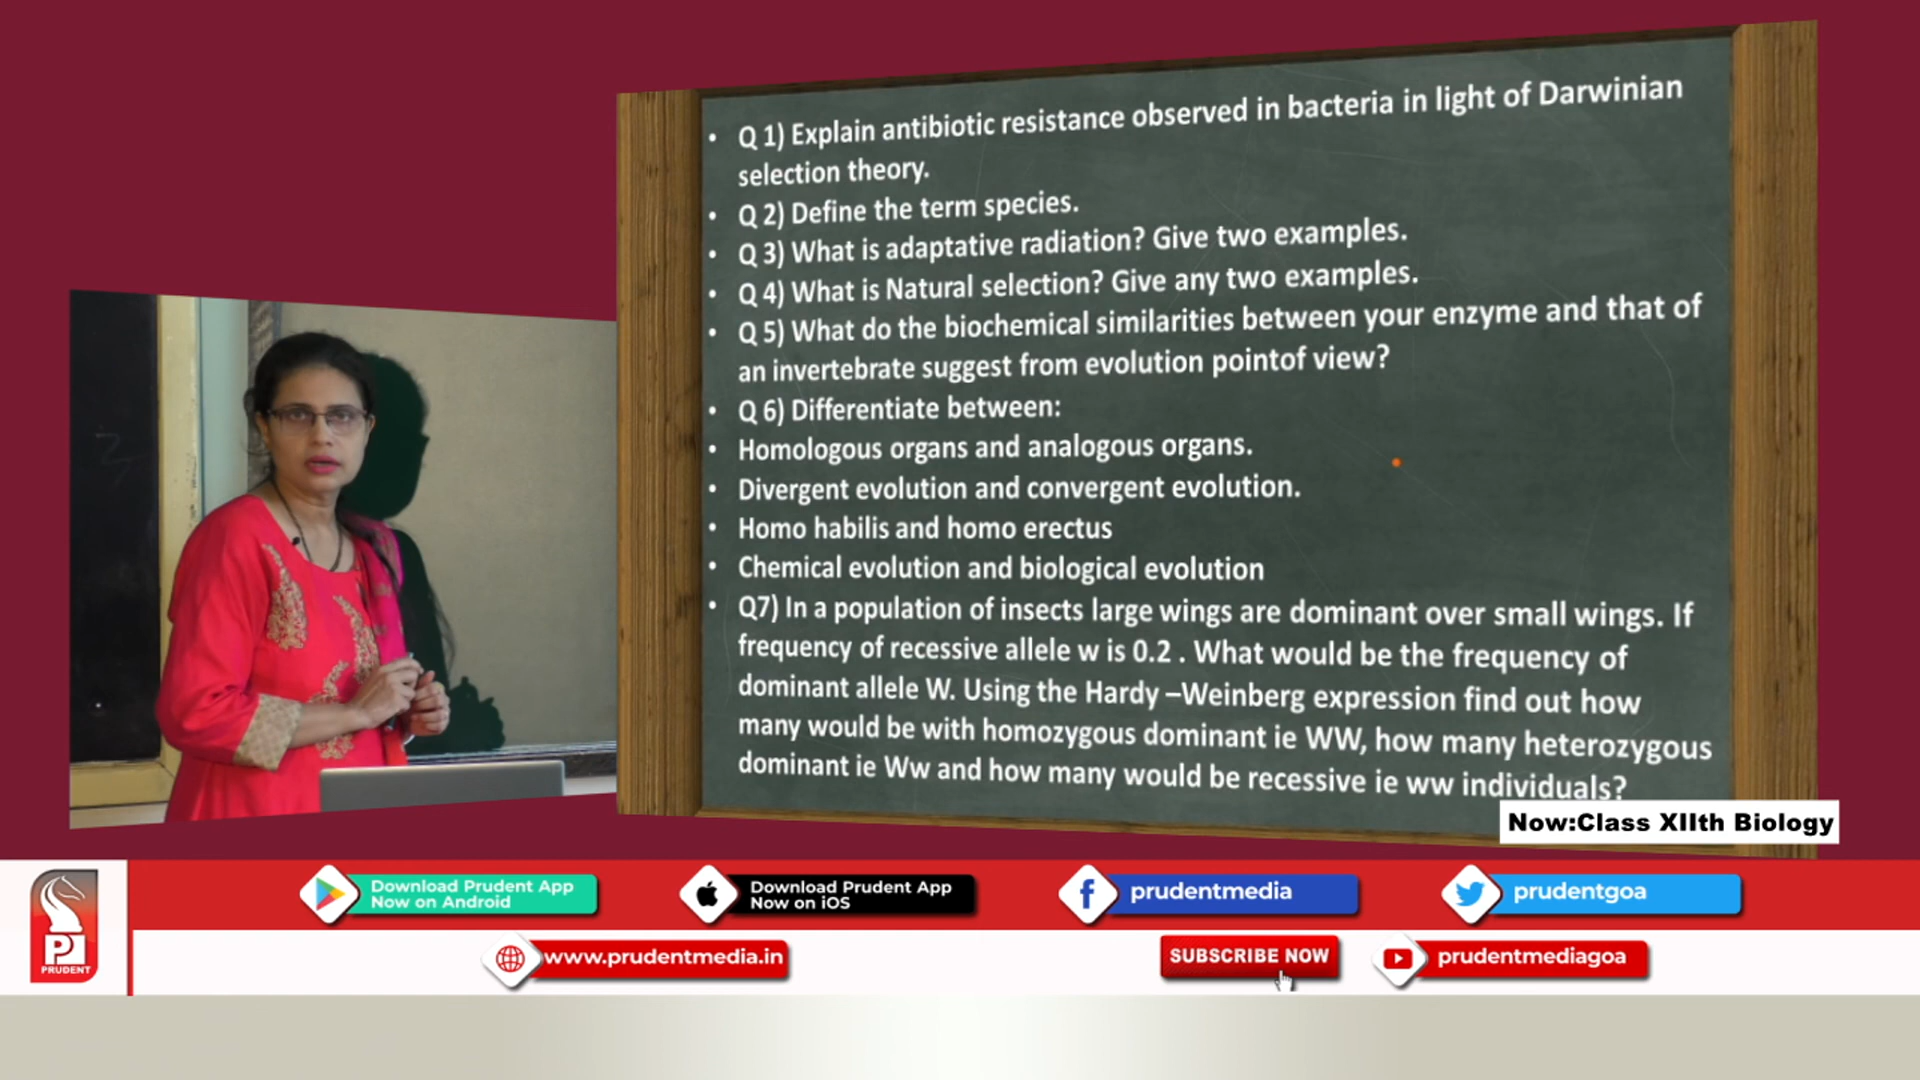 • Q 1) Explain antibiotic resistance observed in bacteria in light of Darwinian
selection theory.
• Q 2) Define the term species.
• Q 3) What is adaptative radiation? Give two examples.
• Q 4) What is Natural selection? Give any two examples.
• Q 5) What do the biochemical similarities between your enzyme and that of
an invertebrate suggest from evolution pointof view?
• Q 6) Differentiate between:
• Homologous organs and analogous organs.
• Divergent evolution and convergent evolution.
• Homo habilis and homo erectus
• Chemical evolution and biological evolution
• Q7) In a population of insects large wings are dominant over small wings. If
frequency of recessive allele w is 0.2 . What would be the frequency of
dominant allele W. Using the Hardy –Weinberg expression find out how
many would be with homozygous dominant ie WW, how many heterozygous
dominant ie Ww and how many would be recessive ie ww individuals?
Now:Class XIIth Biology
Download Prudent App
Now on Android
Download Prudent App
Now on iOS
prudentmedia
prudentgoa
PRUDENT
www.prudentmedia.in
SUBSCRIBE NOW
prudentmediagoa